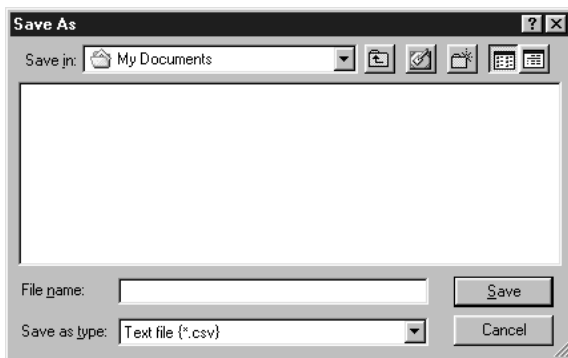 Save As
Save in: My Documents
File name:
Save
Save as type: Text file {*.csv}
Cancel